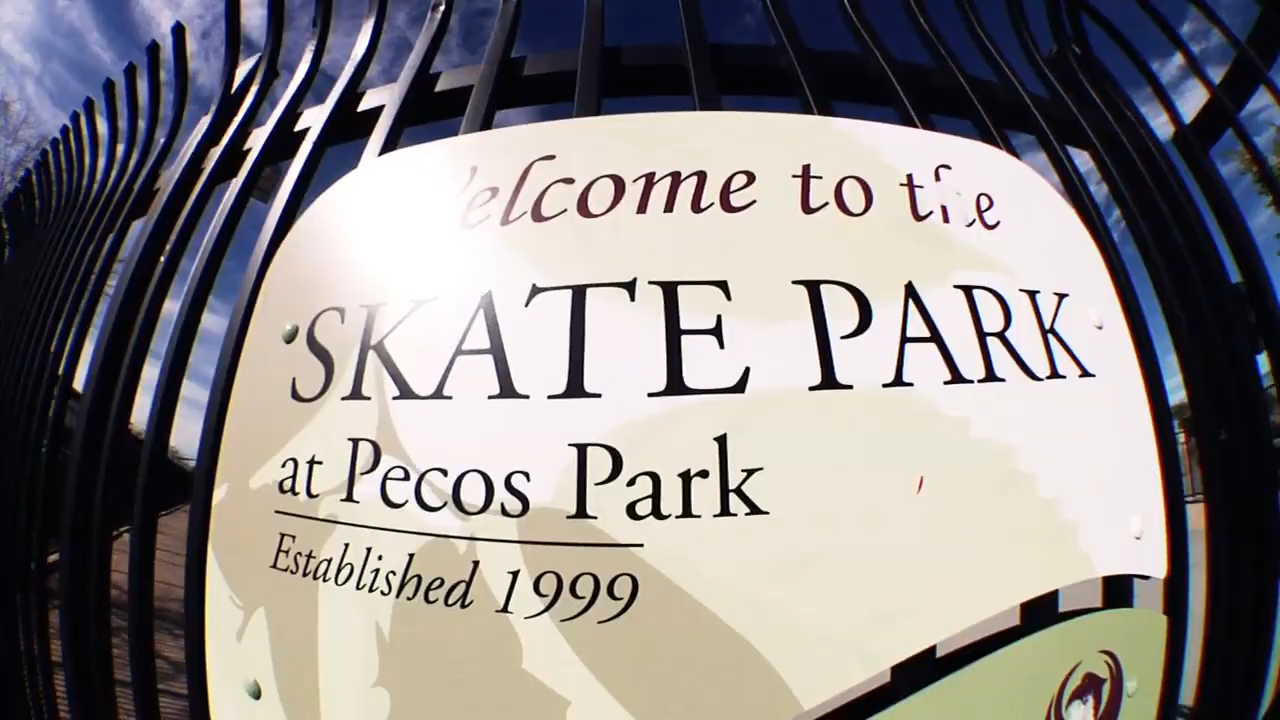 Welcome to the
SKATE PARK
at Pecos Park
Established 1999